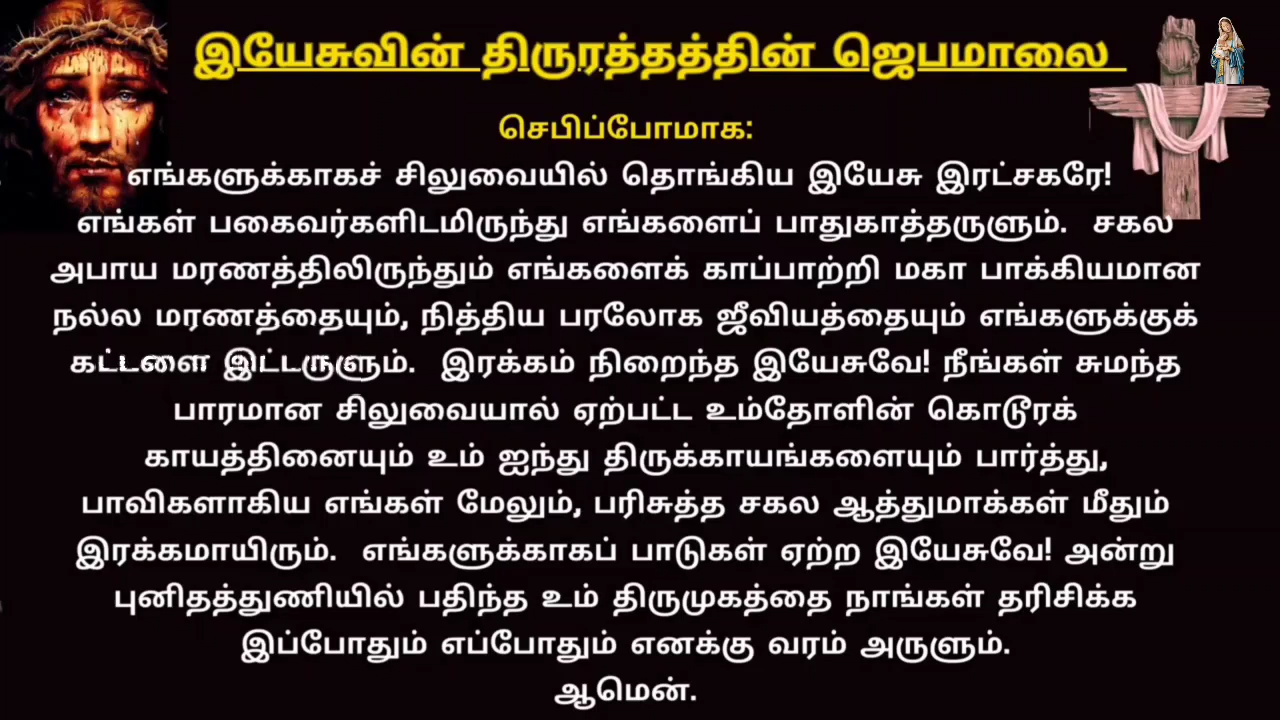 இயேசுவின் திருரத்தத்தின் ஜெபமாலை
செபிப்போமாக:
எங்களுக்காகச் சிலுவையில் தொங்கிய இயேசு இரட்சகரே!
எங்கள் பகைவர்களிடமிருந்து எங்களைப் பாதுகாத்தருளும். சகல
அபாய மரணத்திலிருந்தும் எங்களைக் காப்பாற்றி மகா பாக்கியமான
நல்ல மரணத்தையும், நித்திய பரலோக ஜீவியத்தையும் எங்களுக்குக்
கட்டளை இட்டருளும். இரக்கம் நிறைந்த இயேசுவே! நீங்கள் சுமந்த
பாரமான சிலுவையால் ஏற்பட்ட உம்தோளின் கொடூரக்
காயத்தினையும் உம் ஐந்து திருக்காயங்களையும் பார்த்து,
பாவிகளாகிய எங்கள் மேலும், பரிசுத்த சகல ஆத்துமாக்கள் மீதும்
இரக்கமாயிரும். எங்களுக்காகப் பாடுகள் ஏற்ற இயேசுவே! அன்று
புனிதத்துணியில் பதிந்த உம் திருமுகத்தை நாங்கள் தரிசிக்க
இப்போதும் எப்போதும் எனக்கு வரம் அருளும்.
ஆமென்.